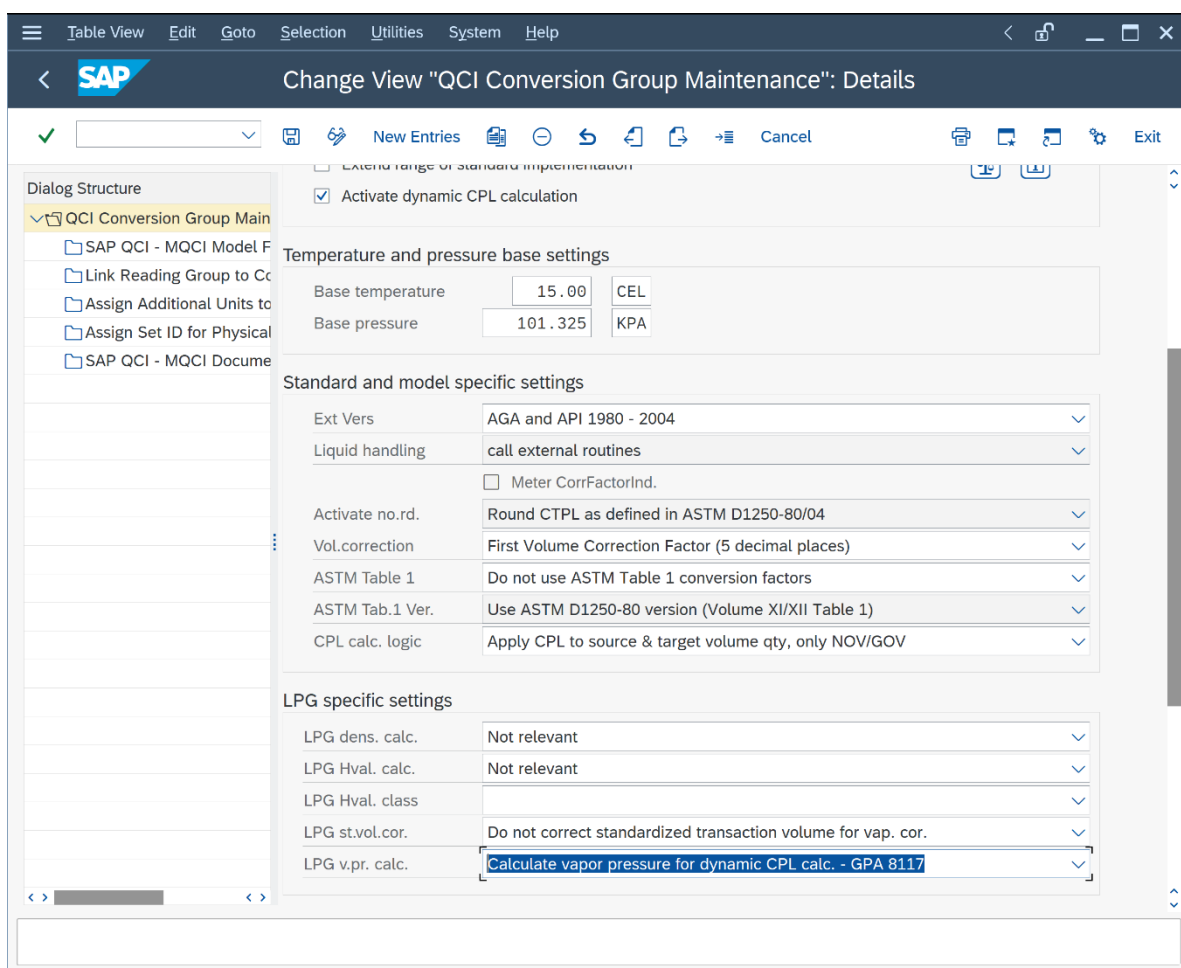 Table View Edit Goto Selection Utilities System Help
SAP Change View "QCI Conversion Group Maintenance": Details
New Entries Cancel Exit
Dialog Structure
QCI Conversion Group Main
SAP QCI - MQCI Model F
Link Reading Group to Co
Assign Additional Units to
Assign Set ID for Physical
SAP QCI - MQCI Docume
Extend range of standard implementation
Activate dynamic CPL calculation
Temperature and pressure base settings
Base temperature 15.00 CEL
Base pressure 101.325 KPA
Standard and model specific settings
Ext Vers AGA and API 1980 - 2004
Liquid handling call external routines
Meter CorrFactorInd.
Activate no.rd. Round CTPL as defined in ASTM D1250-80/04
Vol.correction First Volume Correction Factor (5 decimal places)
ASTM Table 1 Do not use ASTM Table 1 conversion factors
ASTM Tab.1 Ver. Use ASTM D1250-80 version (Volume XI/XII Table 1)
CPL calc. logic Apply CPL to source & target volume qty, only NOV/GOV
LPG specific settings
LPG dens. calc. Not relevant
LPG Hval. calc. Not relevant
LPG Hval. class
LPG st.vol.cor. Do not correct standardized transaction volume for vap. cor.
LPG v.pr. calc. Calculate vapor pressure for dynamic CPL calc. - GPA 8117